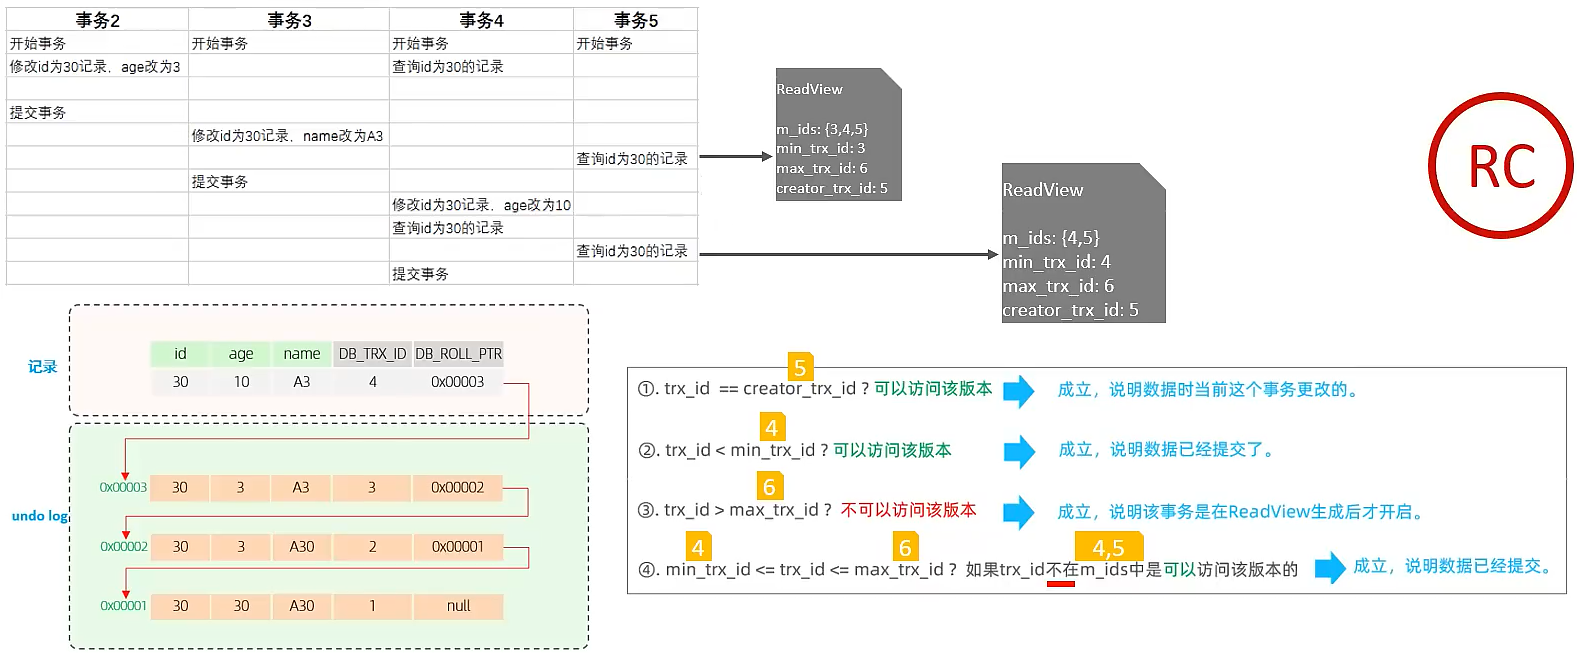 事务2 事务3 事务4 事务5
开始事务 开始事务 开始事务 开始事务
修改id为30记录，age改为3 查询id为30的记录
提交事务
修改id为30记录，name改为A3
查询id为30的记录
提交事务
修改id为30记录，age改为10
查询id为30的记录
查询id为30的记录
提交事务
ReadView
m_ids: {3,4,5}
min_trx_id: 3
max_trx_id: 6
creator_trx_id: 5
ReadView
m_ids: {4,5}
min_trx_id: 4
max_trx_id: 6
creator_trx_id: 5
RC
记录
id age name DB_TRX_ID DB_ROLL_PTR
30 10 A3 4 0x00003
undo log
0x00003 30 3 A3 3 0x00002
0x00002 30 3 A30 2 0x00001
0x00001 30 30 A30 1 null
5
①. trx_id == creator_trx_id ? 可以访问该版本 成立，说明数据时当前这个事务更改的。
4
②. trx_id < min_trx_id ? 可以访问该版本 成立，说明数据已经提交了。
6
③. trx_id > max_trx_id ? 不可以访问该版本 成立，说明该事务是在ReadView生成后才开启。
4 6 4,5
④. min_trx_id <= trx_id <= max_trx_id ? 如果trx_id不在m_ids中是可以访问该版本的 成立，说明数据已经提交。